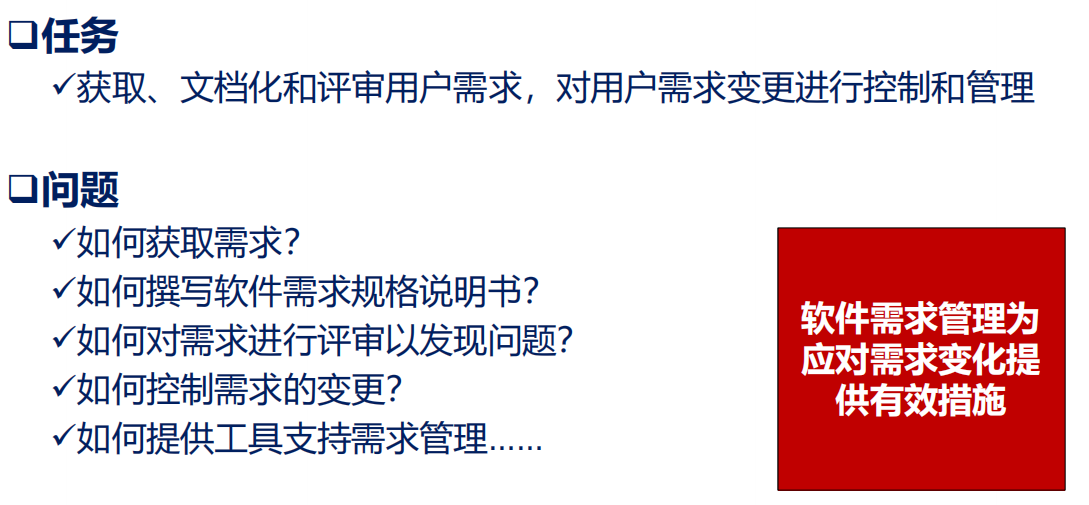 ❑任务
✓获取、文档化和评审用户需求，对用户需求变更进行控制和管理
❑问题
✓如何获取需求？
✓如何撰写软件需求规格说明书？
✓如何对需求进行评审以发现问题？
✓如何控制需求的变更？
✓如何提供工具支持需求管理……
软件需求管理为
应对需求变化提
供有效措施